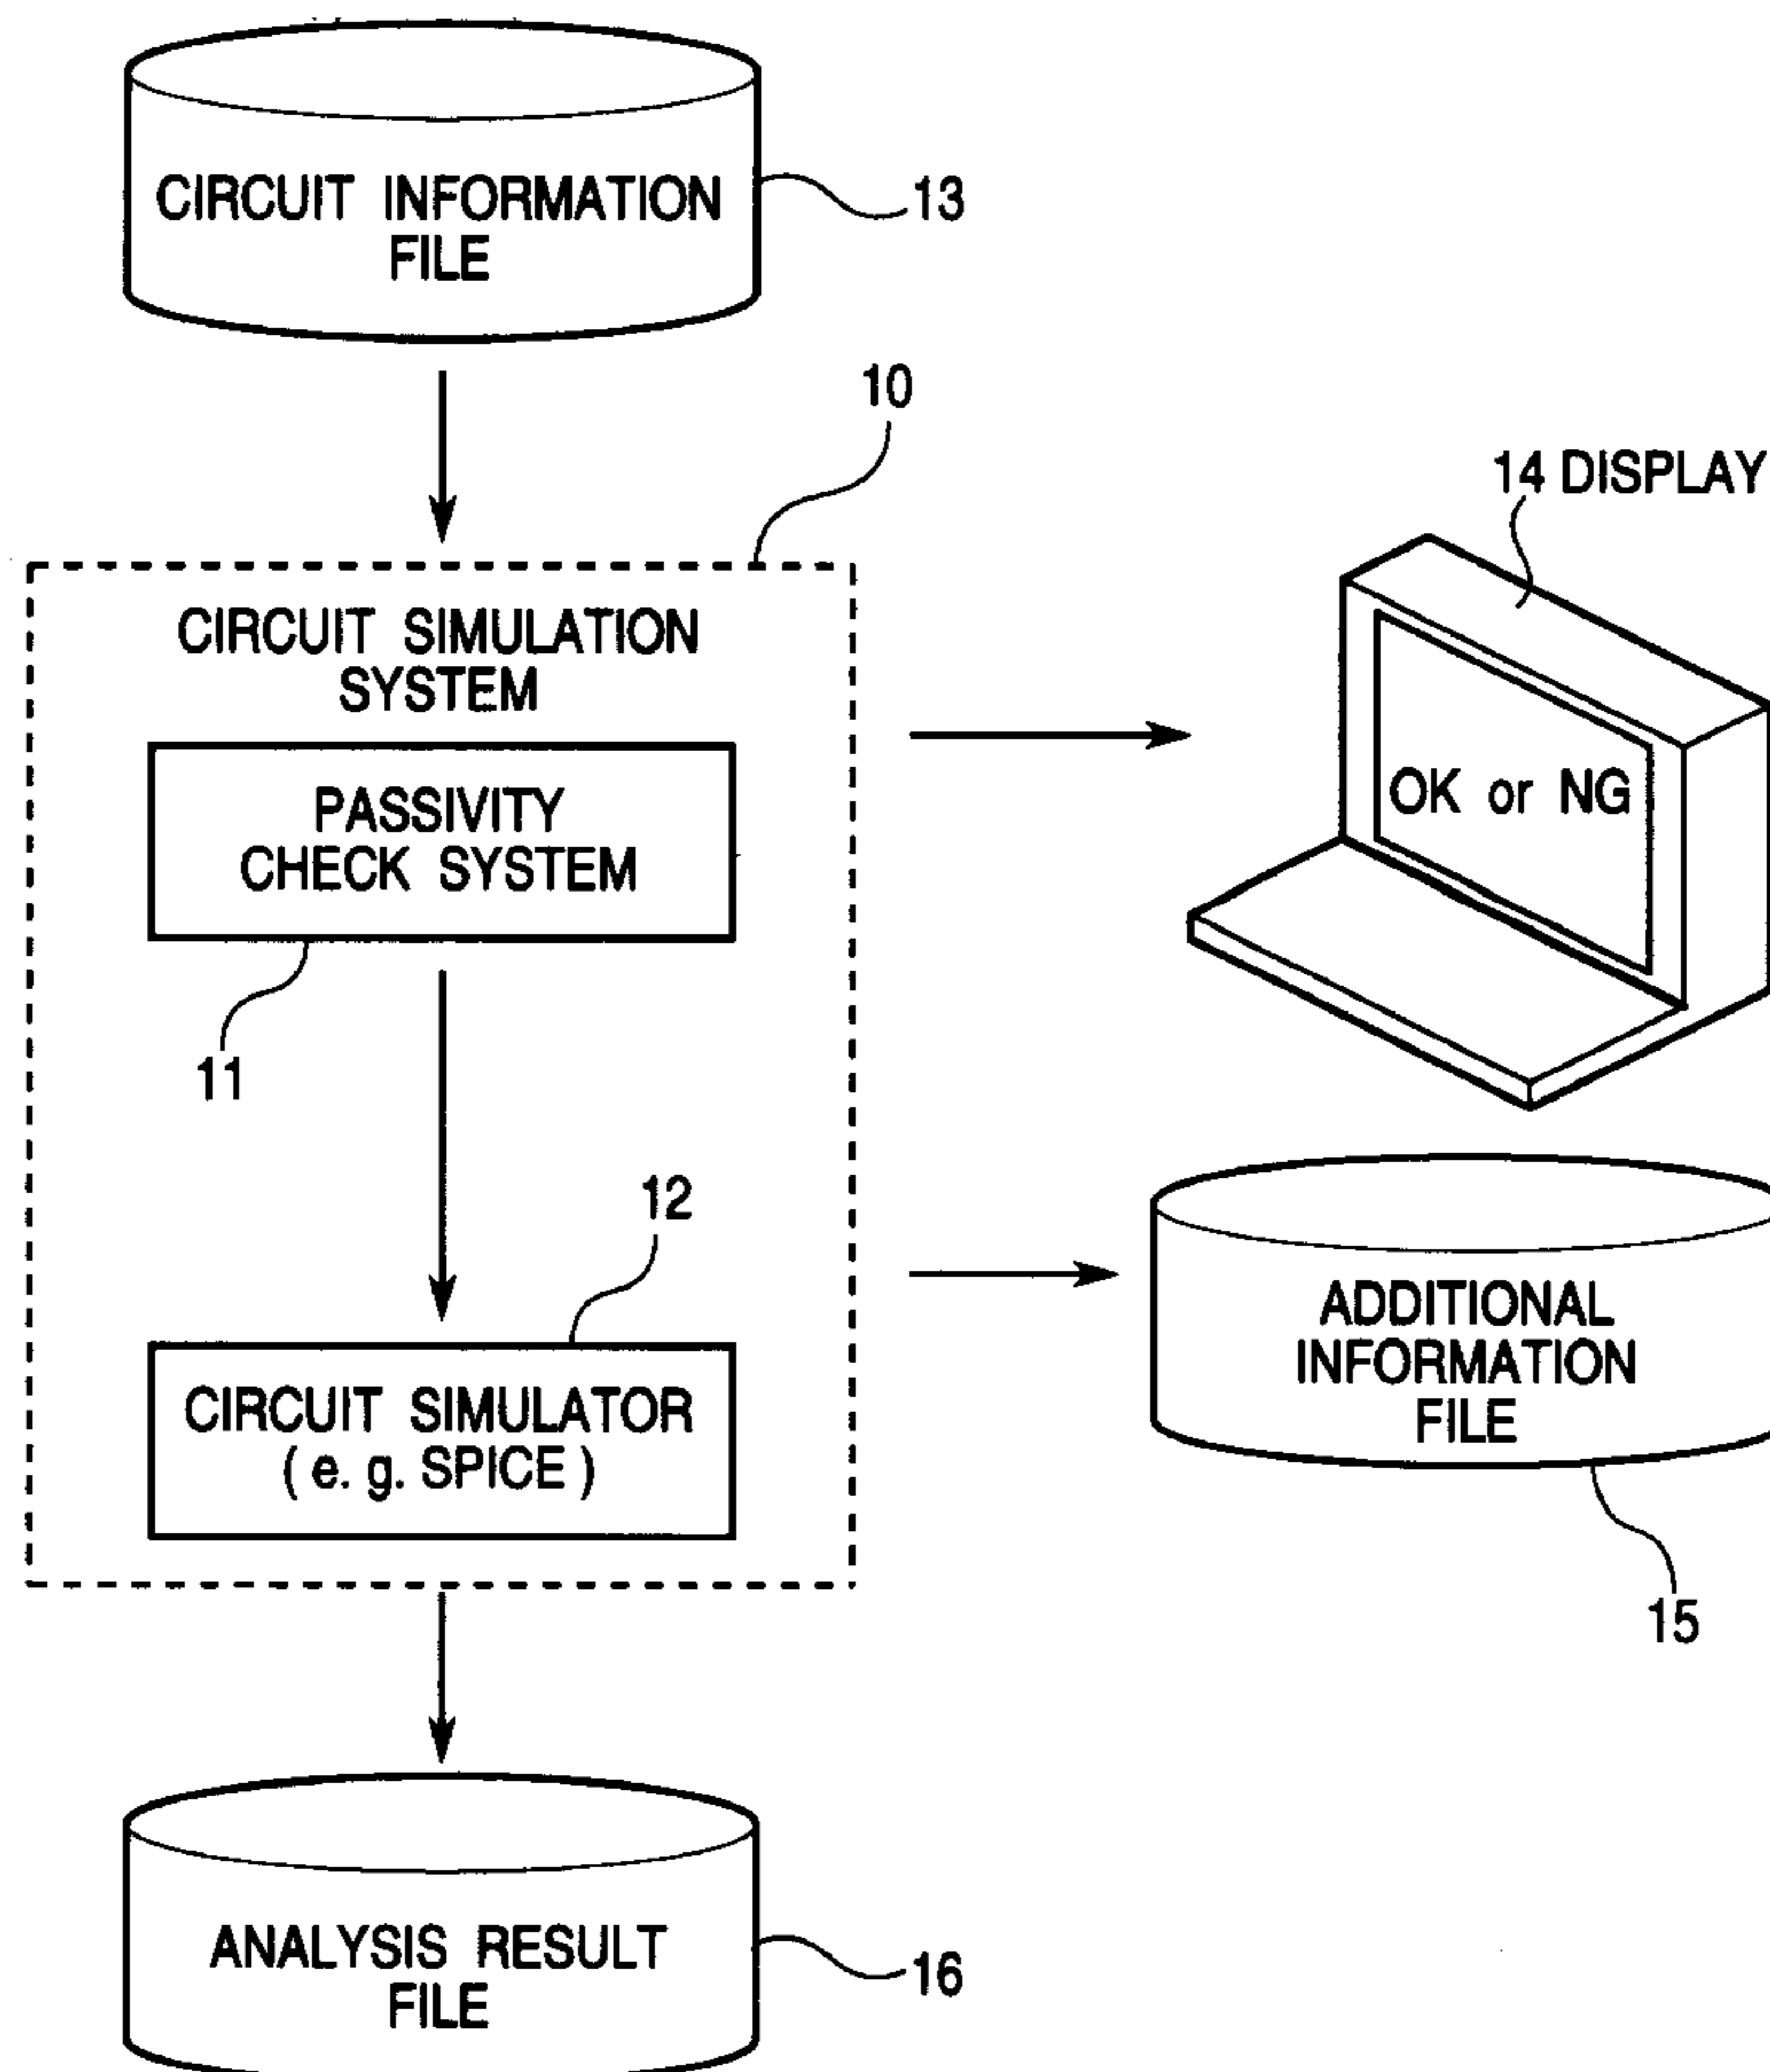 CIRCUIT INFORMATION
FILE
13
10
14 DISPLAY
CIRCUIT SIMULATION
SYSTEM
PASSIVITY
CHECK SYSTEM
OK or NG
11
12
CIRCUIT SIMULATOR
( e. g. SPICE )
ADDITIONAL
INFORMATION
FILE
15
ANALYSIS RESULT
FILE
16